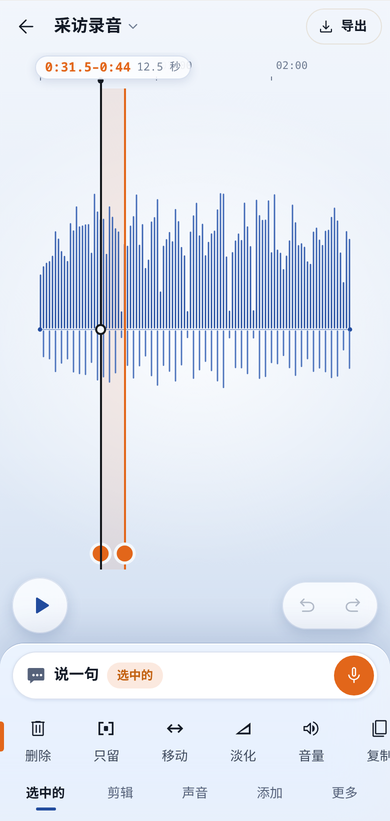 采访录音
导出
0:31.5–0:44 12.5 秒
02:00
说一句 选中的
删除 只留 移动 淡化 音量 复制
选中的 剪辑 声音 添加 更多